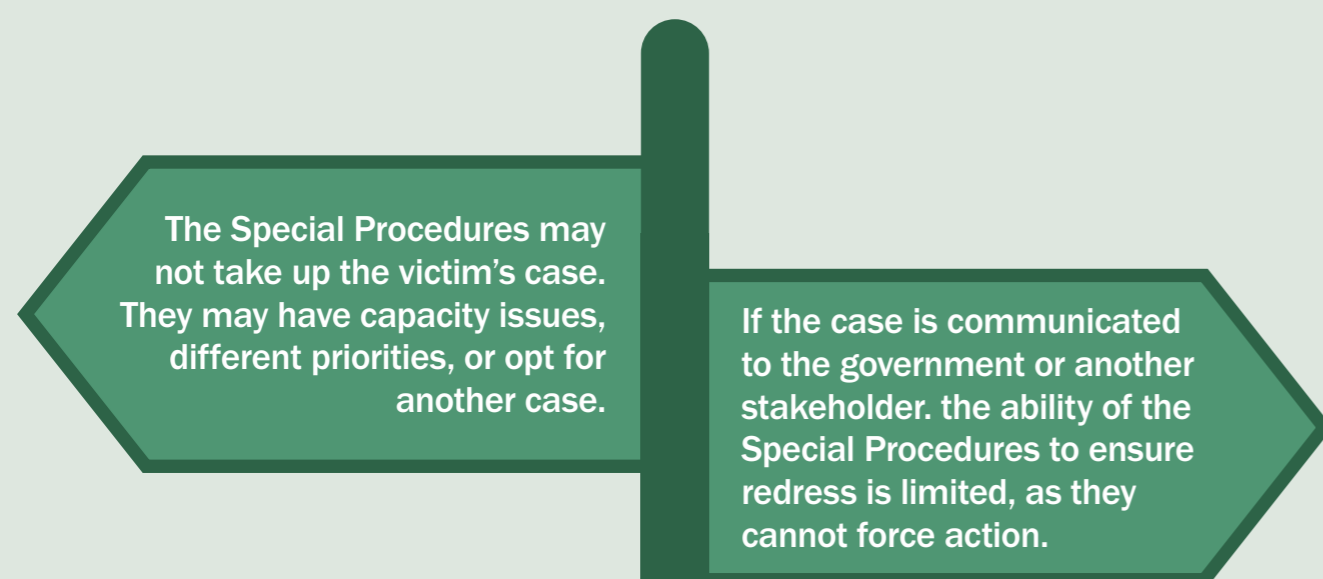 The Special Procedures may
not take up the victim’s case.
They may have capacity issues,
different priorities, or opt for
another case.
If the case is communicated
to the government or another
stakeholder. the ability of the
Special Procedures to ensure
redress is limited, as they
cannot force action.